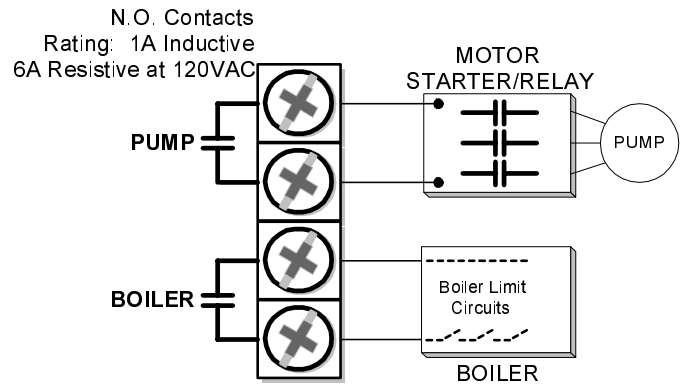 N.O. Contacts
Rating: 1A Inductive
6A Resistive at 120VAC
MOTOR
STARTER/RELAY
PUMP
PUMP
BOILER
Boiler Limit
Circuits
BOILER